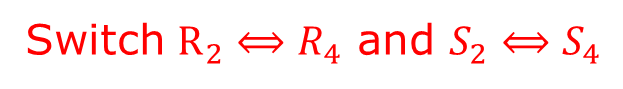 Switch R₂ ⇔ R₄ and S₂ ⇔ S₄